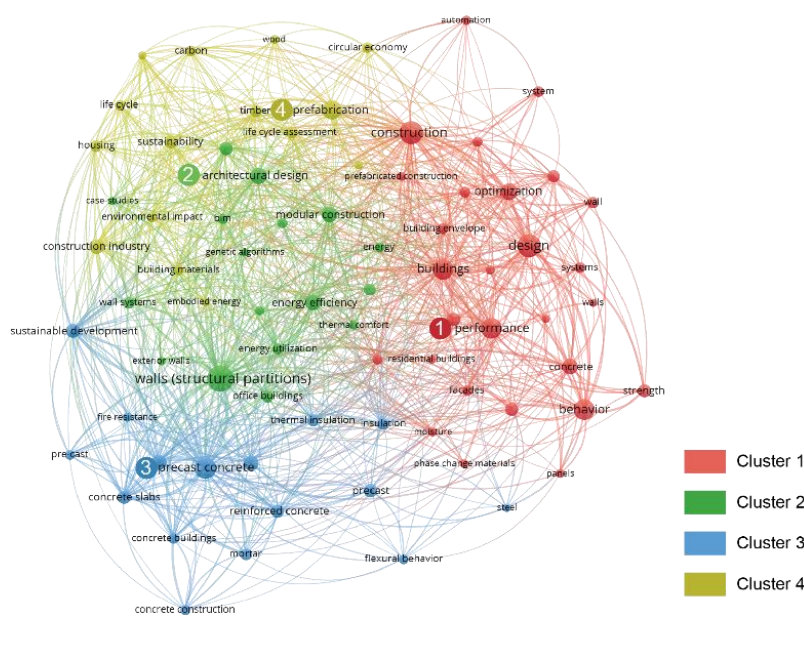 automation
wood
circular economy
carbon
system
life cycle
timber 4 prefabrication
construction
life cycle assessment
sustainability
housing
2 architectural design
prefabricated construction
optimization
case studies
wall
environmental impact
bim
modular construction
building envelope
construction industry
genetic algorithms
energy
design
building materials
buildings
systems
wall systems
embodied energy
energy efficiency
walls
sustainable development
thermal comfort
1 performance
energy utilization
exterior walls
residential buildings
concrete
walls (structural partitions)
office buildings
facades
strength
behavior
fire resistance
thermal insulation
insulation
moisture
pre cast
3 precast concrete
phase change materials
panels
Cluster 1
concrete slabs
precast
Cluster 2
reinforced concrete
steel
concrete buildings
Cluster 3
mortar
flexural behavior
Cluster 4
concrete construction